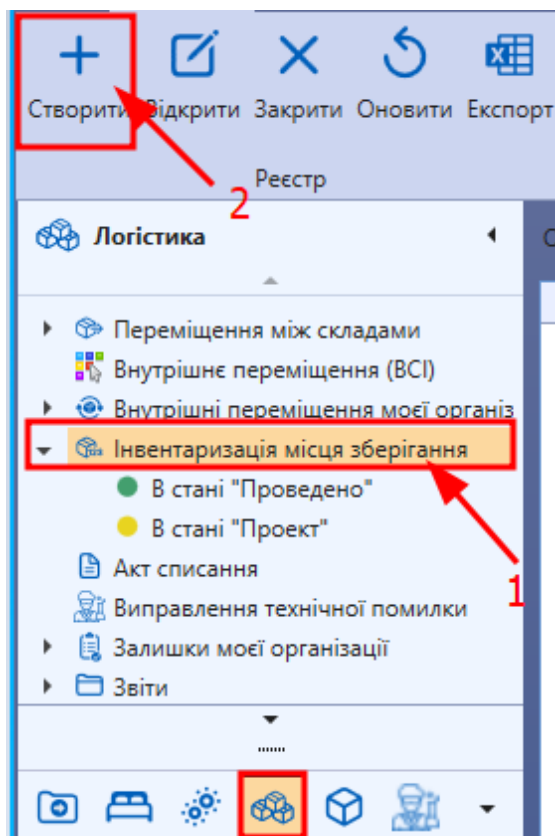 Створити Відкрити Закрити Оновити Експорт
Реєстр
2
Логістика
Переміщення між складами
Внутрішнє переміщення (ВСІ)
Внутрішні переміщення моєї організ
Інвентаризація місця зберігання
В стані "Проведено"
В стані "Проект"
Акт списання
1
Виправлення технічної помилки
Залишки моєї організації
Звіти